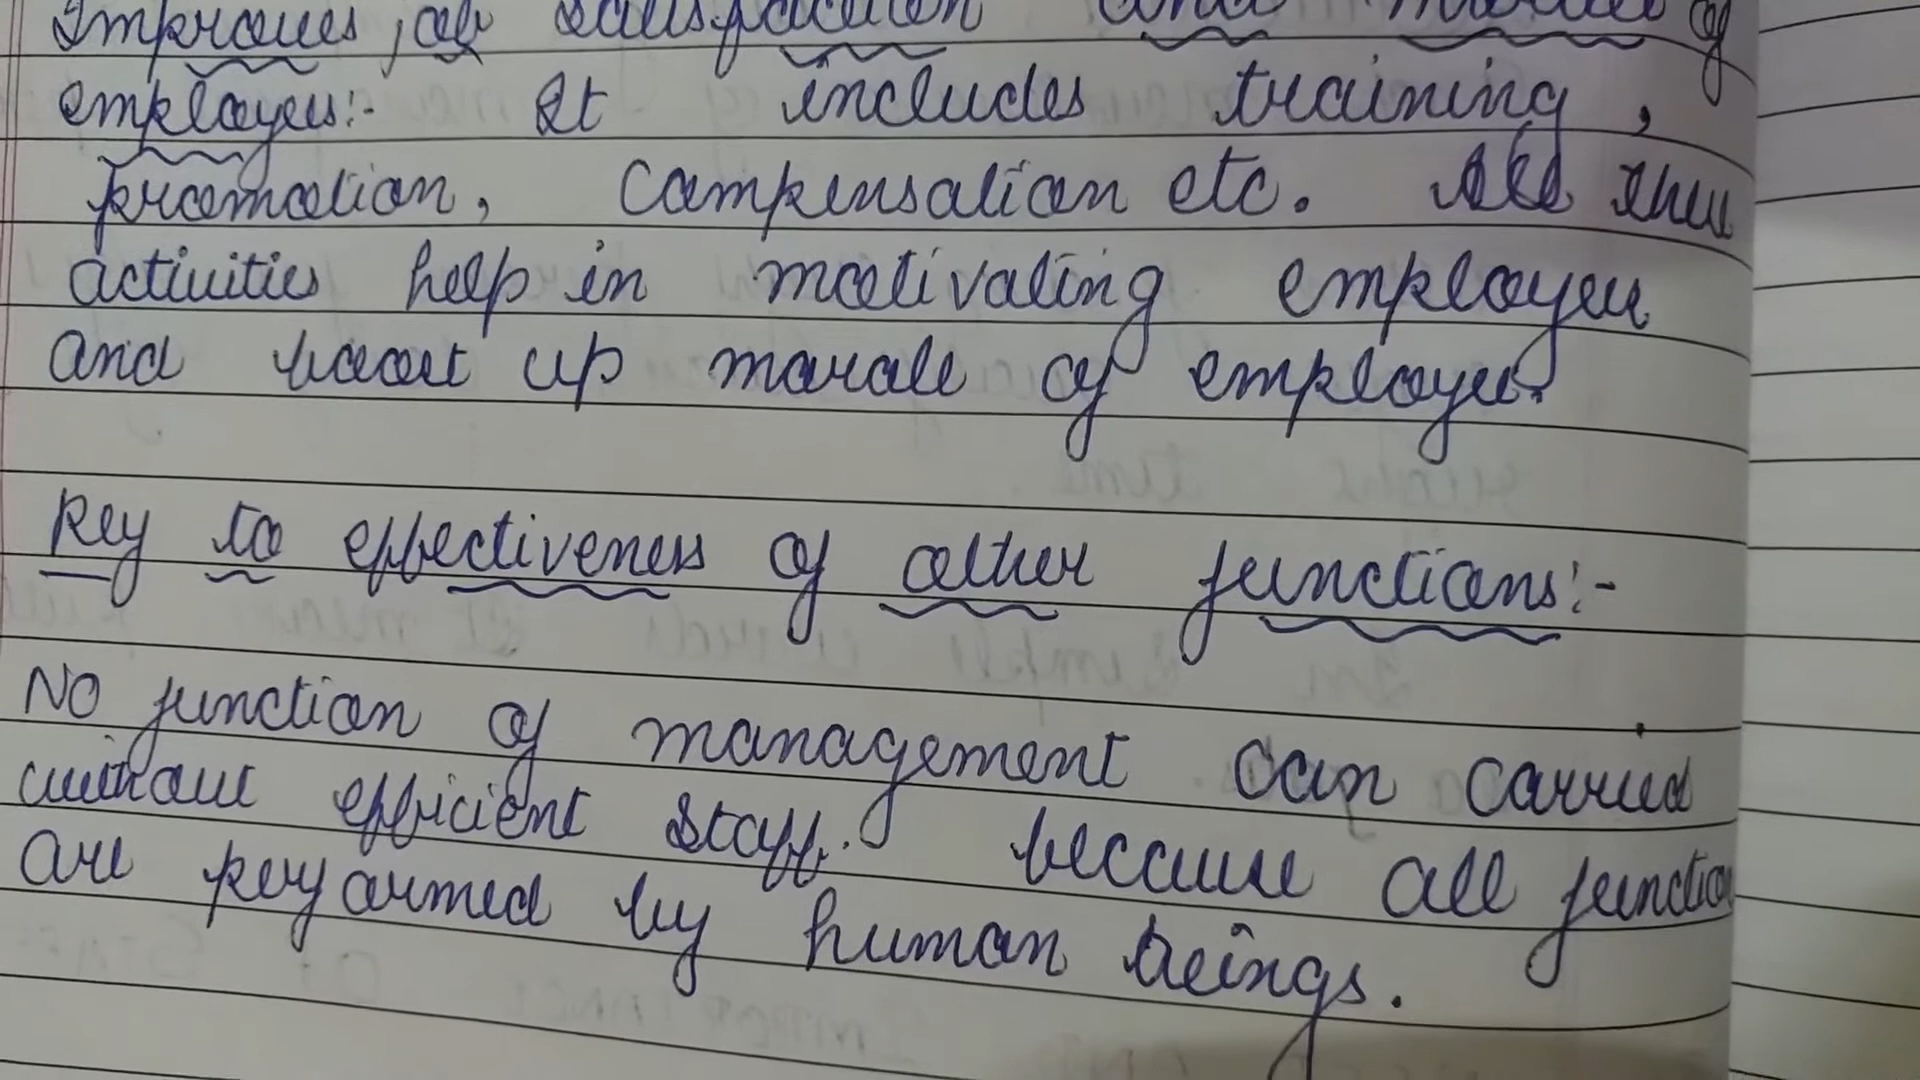 Improves job satisfaction and morale of
employees:- It includes training,
promotion, Compensation etc. All these
activities help in motivating employees
and boost up morale of employees.
Key to effectiveness of other functions:-
No function of management can carried
without efficient staff. because all function
are performed by human beings.